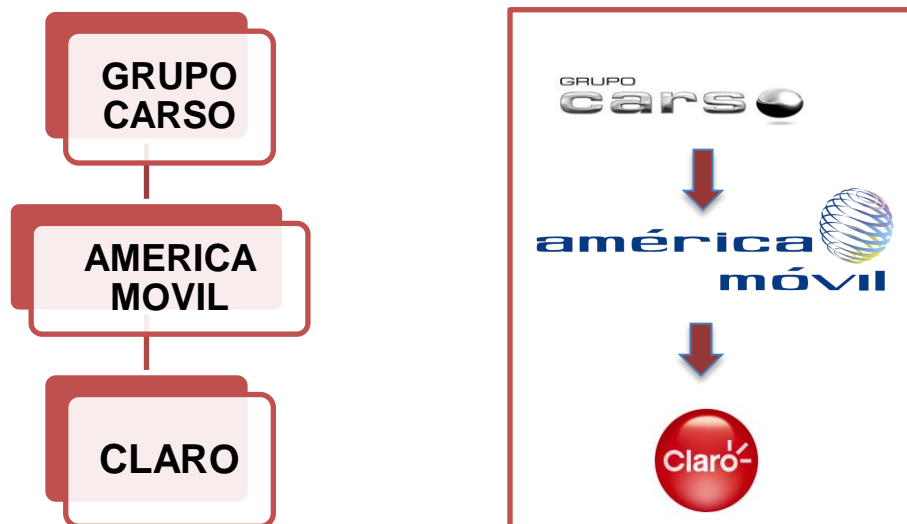 GRUPO
CARSO
AMERICA
MOVIL
CLARO
GRUPO
carso
américa
móvil
Claro